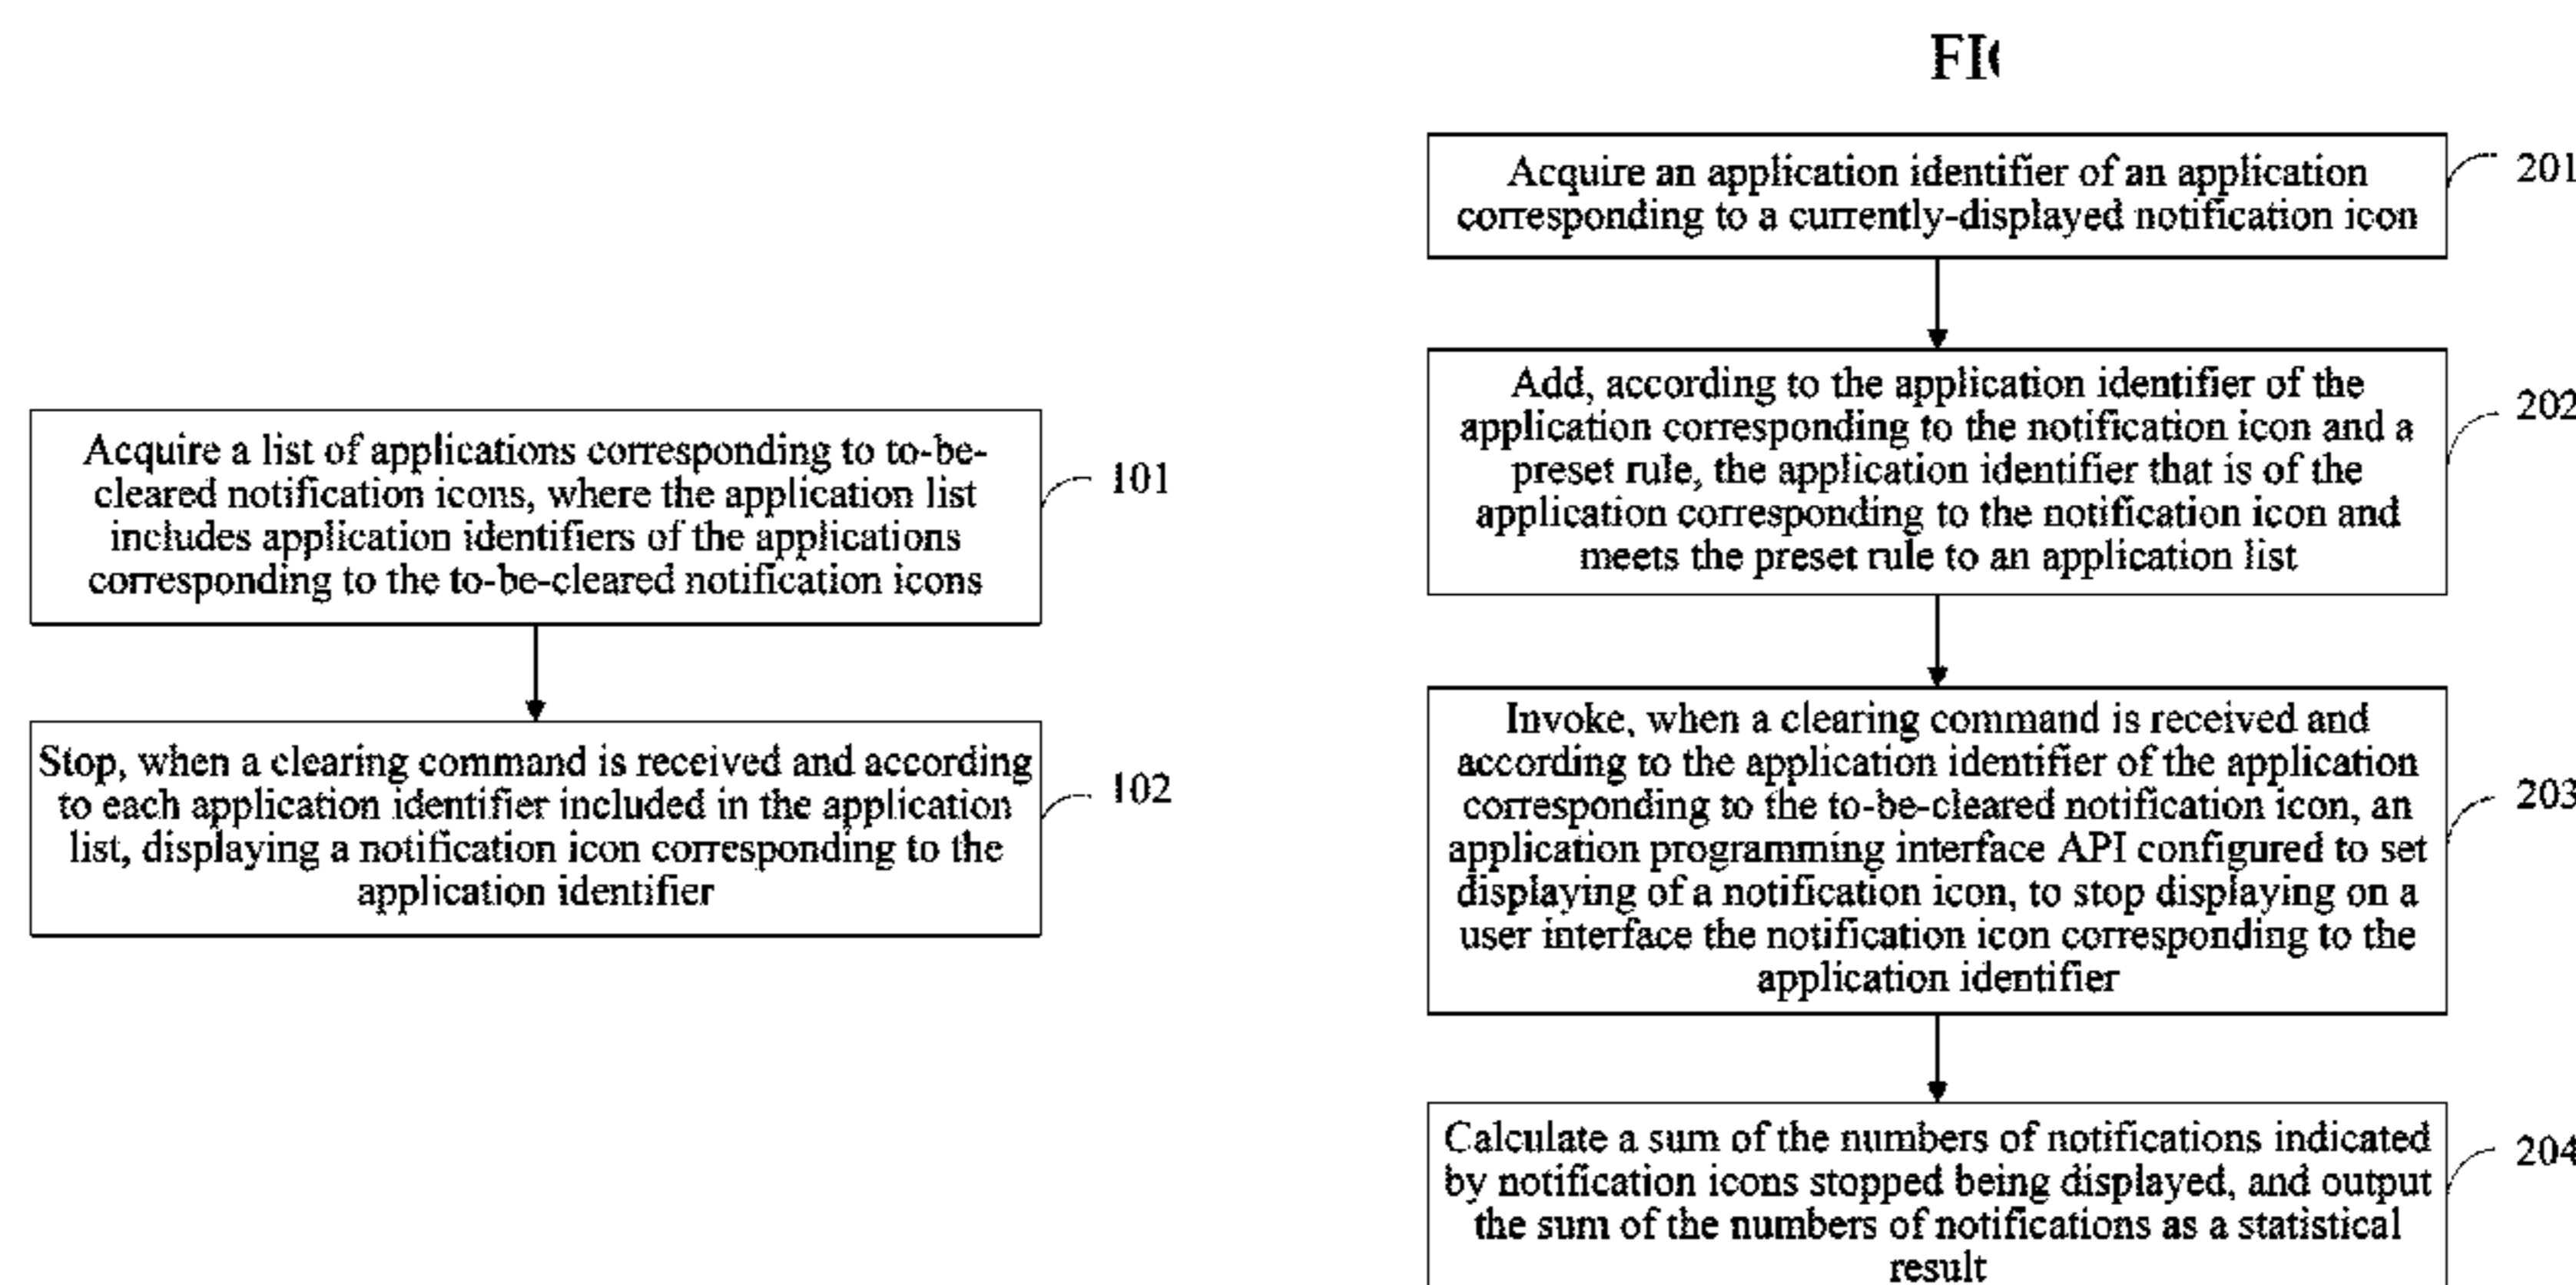 Acquire a list of applications corresponding to to-be-
cleared notification icons, where the application list
includes application identifiers of the applications
corresponding to the to-be-cleared notification icons
101
Stop, when a clearing command is received and according
to each application identifier included in the application
list, displaying a notification icon corresponding to the
application identifier
102
Acquire an application identifier of an application
corresponding to a currently-displayed notification icon
201
Add, according to the application identifier of the
application corresponding to the notification icon and a
preset rule, the application identifier that is of the
application corresponding to the notification icon and
meets the preset rule to an application list
202
Invoke, when a clearing command is received and
according to the application identifier of the application
corresponding to the to-be-cleared notification icon, an
application programming interface API configured to set
displaying of a notification icon, to stop displaying on a
user interface the notification icon corresponding to the
application identifier
203
Calculate a sum of the numbers of notifications indicated
by notification icons stopped being displayed, and output
the sum of the numbers of notifications as a statistical
result
204